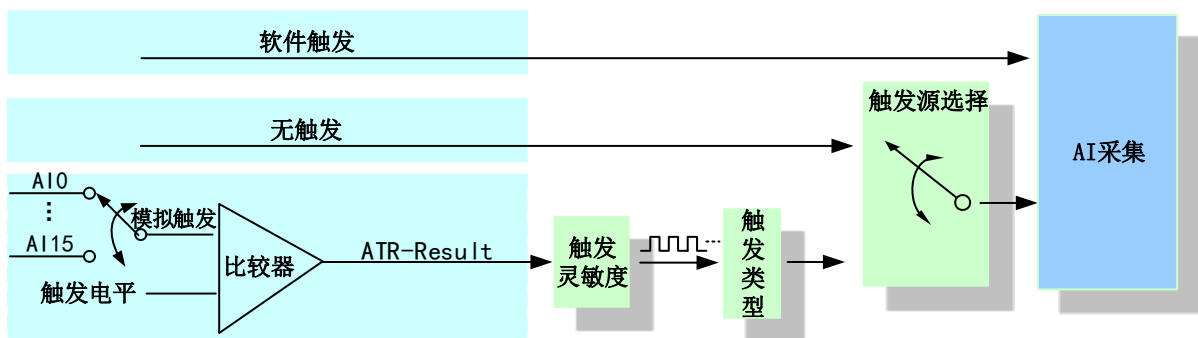 软件触发
无触发
触发源选择
AI采集
AI0
⋮
AI15
模拟触发
触发电平
比较器
ATR-Result
触发
灵敏度
…
触
发
类
型